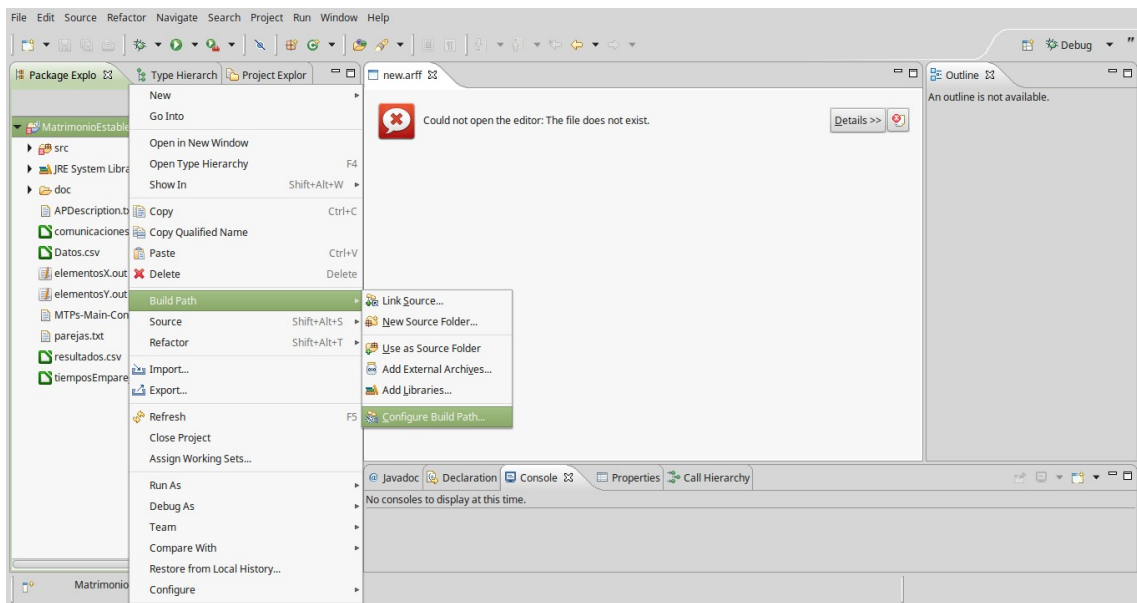 File Edit Source Refactor Navigate Search Project Run Window Help
Debug
Package Explo Type Hierarch Project Explor
new.arff
Outline
An outline is not available.
Could not open the editor: The file does not exist.
Details >>
MatrimonioEstable
src
JRE System Libra
doc
APDescription.tx
comunicaciones
Datos.csv
elementosX.out
elementosY.out
MTPs-Main-Con
parejas.txt
resultados.csv
tiemposEmpare
New
Go Into
Open in New Window
Open Type Hierarchy F4
Show In Shift+Alt+W
Copy Ctrl+C
Copy Qualified Name
Paste Ctrl+V
Delete Delete
Build Path
Source Shift+Alt+S
Refactor Shift+Alt+T
Import...
Export...
Refresh F5
Close Project
Assign Working Sets...
Run As
Debug As
Team
Compare With
Restore from Local History...
Configure
Link Source...
New Source Folder...
Use as Source Folder
Add External Archives...
Add Libraries...
Configure Build Path...
@ Javadoc Declaration Console Properties Call Hierarchy
No consoles to display at this time.
Matrimonio